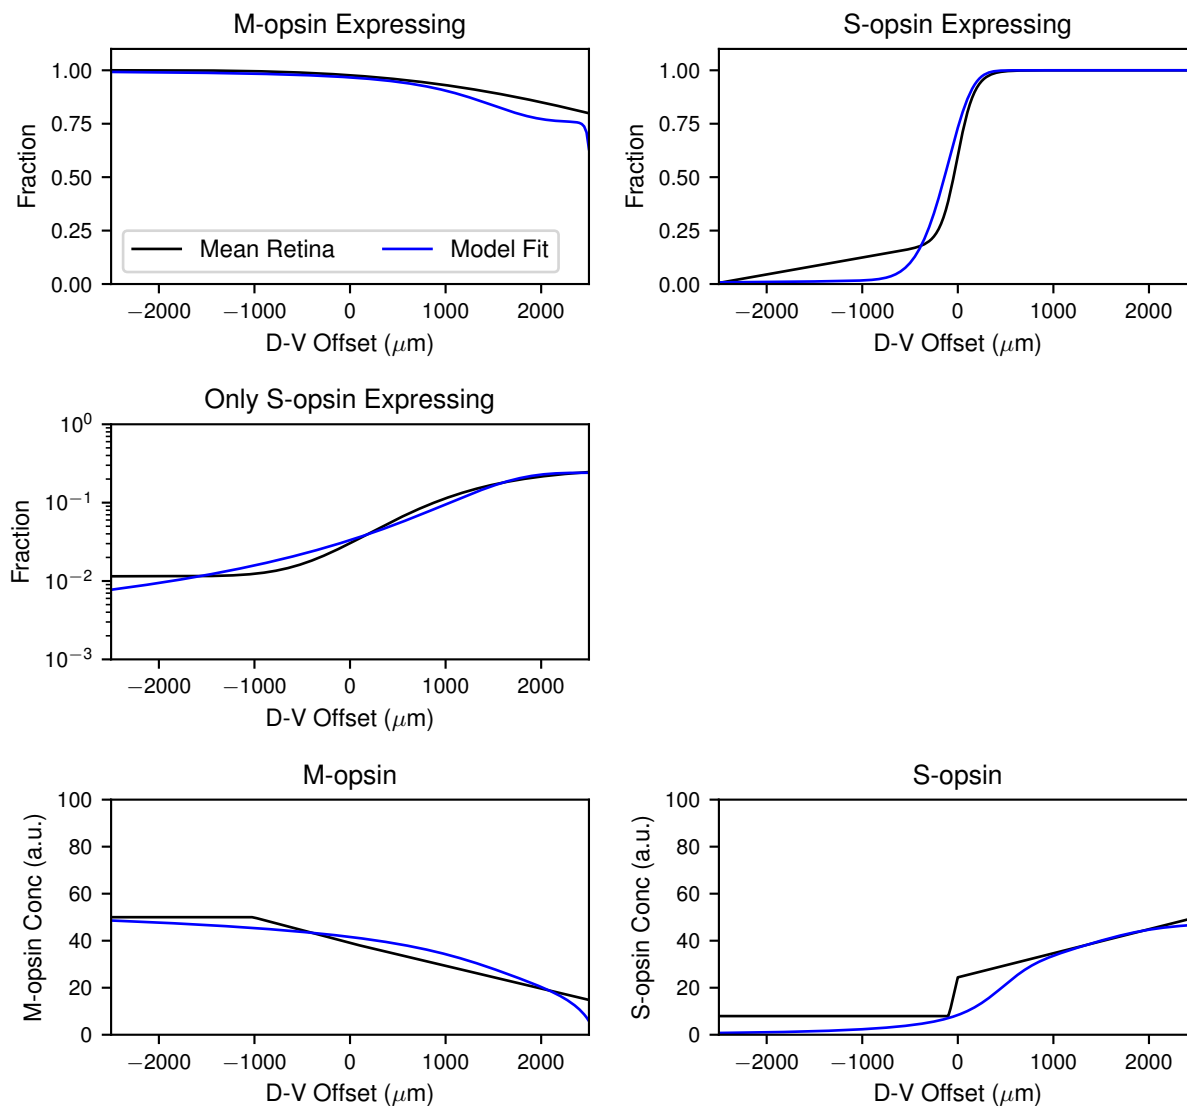 M-opsin Expressing
1.00
0.75
0.50
0.25
0.00
Fraction
Mean Retina
Model Fit
−2000 −1000 0 1000 2000
D-V Offset (μm)
S-opsin Expressing
1.00
0.75
0.50
0.25
0.00
Fraction
−2000 −1000 0 1000 2000
D-V Offset (μm)
Only S-opsin Expressing
10⁰
10⁻¹
10⁻²
10⁻³
Fraction
−2000 −1000 0 1000 2000
D-V Offset (μm)
M-opsin
100
80
60
40
20
0
M-opsin Conc (a.u.)
−2000 −1000 0 1000 2000
D-V Offset (μm)
S-opsin
100
80
60
40
20
0
S-opsin Conc (a.u.)
−2000 −1000 0 1000 2000
D-V Offset (μm)